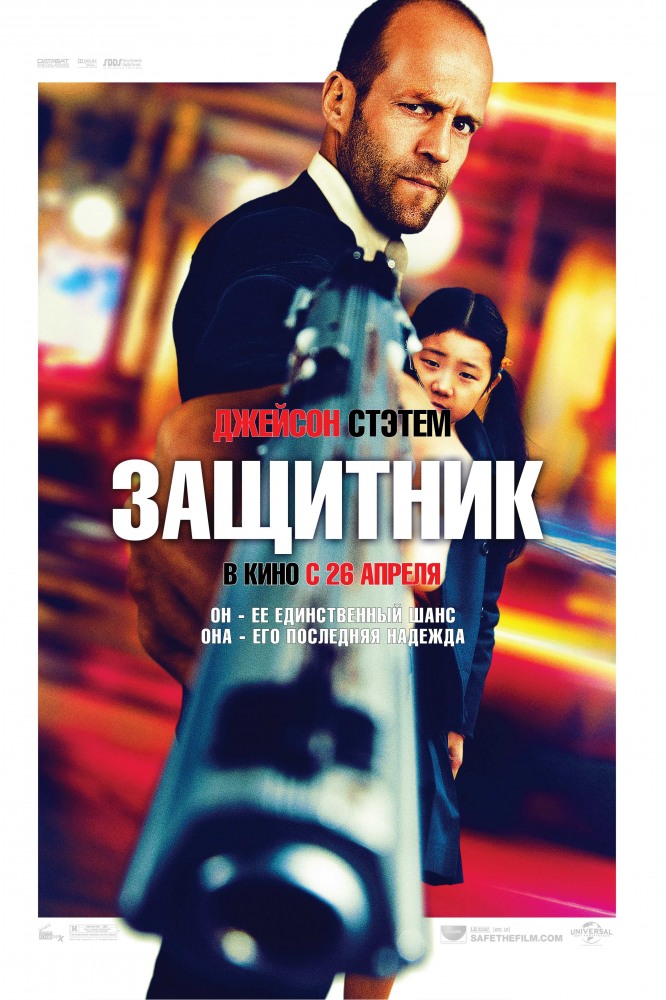 ДЖЕЙСОН СТЭТЕМ
ЗАЩИТНИК
В КИНО С 26 АПРЕЛЯ
ОН - ЕЕ ЕДИНСТВЕННЫЙ ШАНС
ОНА - ЕГО ПОСЛЕДНЯЯ НАДЕЖДА
SAFETHEFILM.COM
UNIVERSAL